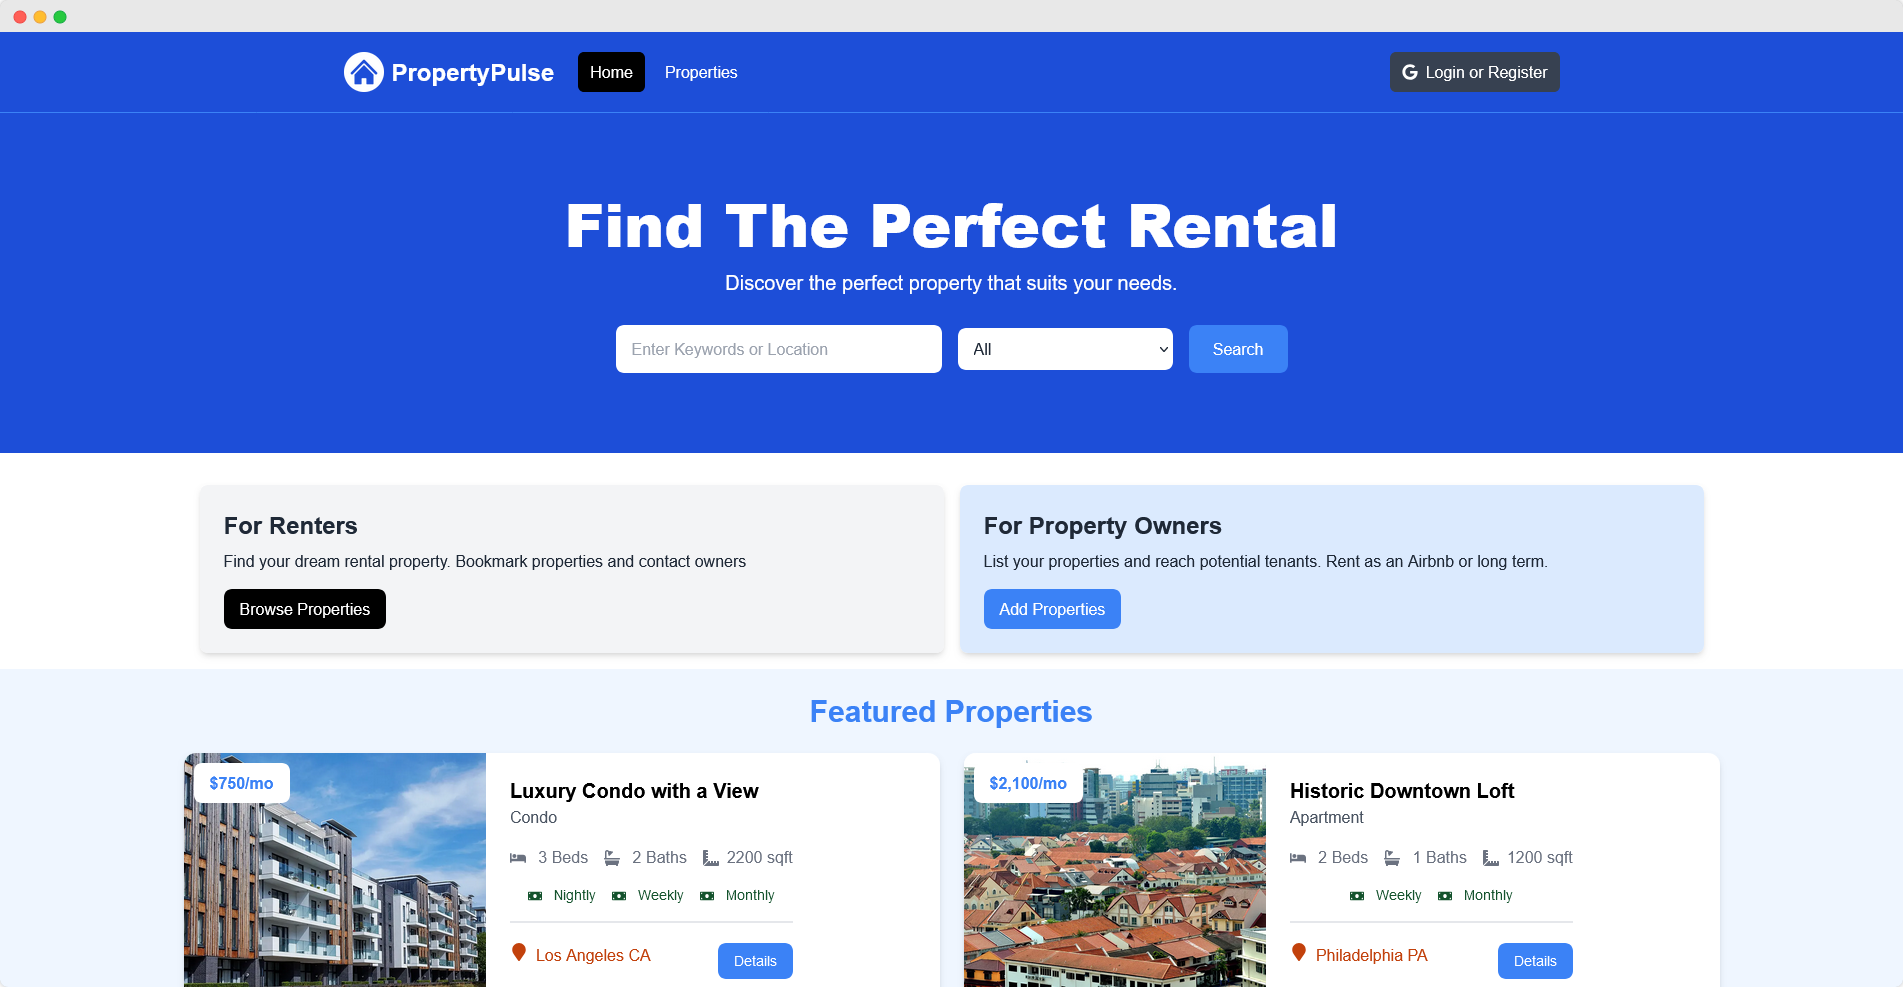 PropertyPulse
Home
Properties
Login or Register
Find The Perfect Rental
Discover the perfect property that suits your needs.
Enter Keywords or Location
All
Search
For Renters
Find your dream rental property. Bookmark properties and contact owners
Browse Properties
For Property Owners
List your properties and reach potential tenants. Rent as an Airbnb or long term.
Add Properties
Featured Properties
$750/mo
Luxury Condo with a View
Condo
3 Beds 2 Baths 2200 sqft
Nightly Weekly Monthly
Los Angeles CA
Details
$2,100/mo
Historic Downtown Loft
Apartment
2 Beds 1 Baths 1200 sqft
Weekly Monthly
Philadelphia PA
Details